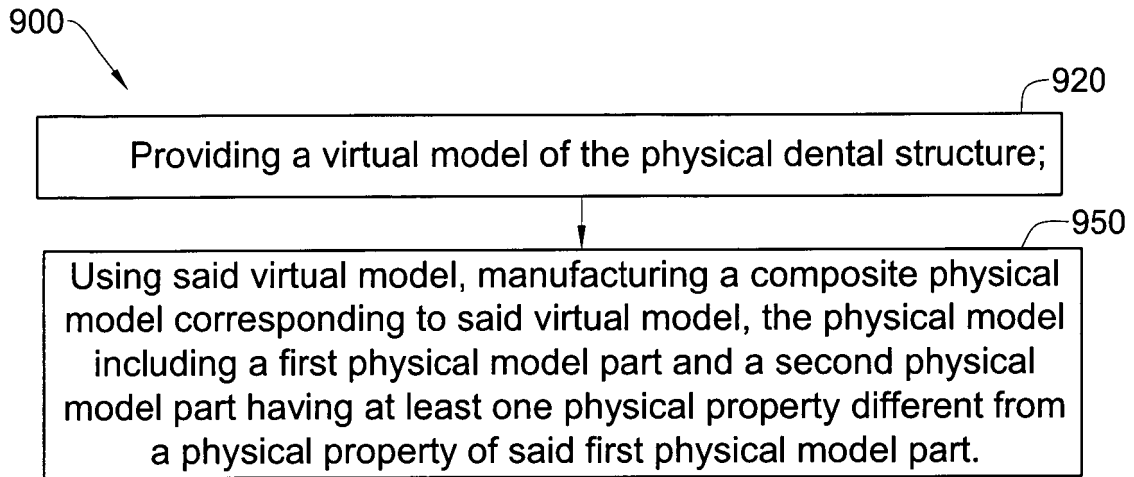 900
920
Providing a virtual model of the physical dental structure;
950
Using said virtual model, manufacturing a composite physical
model corresponding to said virtual model, the physical model
including a first physical model part and a second physical
model part having at least one physical property different from
a physical property of said first physical model part.